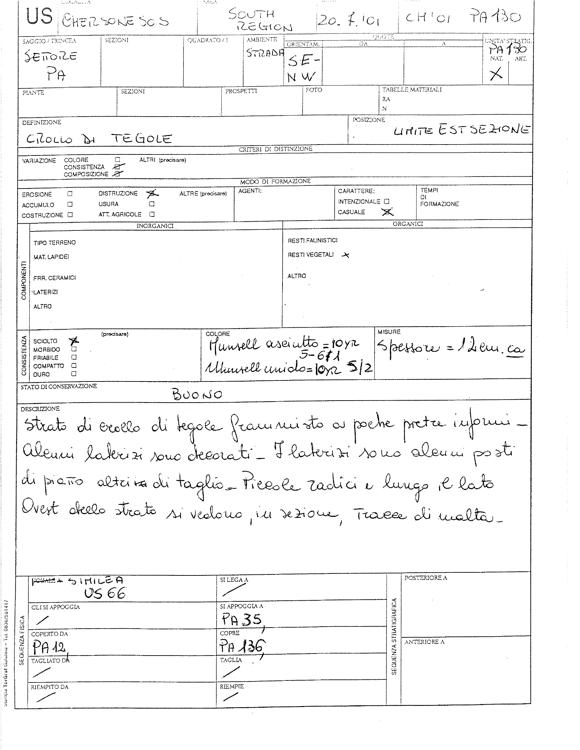 US CHERSONESOS SOUTH REGION 20.7.'01 CH'01 PA130
SAGGIO/TRINCEA SEZIONI QUADRATO/I AMBIENTE QUOTE UNITA' STRATIG.
SETTORE PA STRADA ORIENTAM. SE-NW DA A PA130
NAT. ART.
X
PIANTE SEZIONI PROSPETTI FOTO TABELLE MATERIALI
RA
N
DEFINIZIONE POSIZIONE
CROLLO DI TEGOLE LIMITE EST SEZIONE
CRITERI DI DISTINZIONE
VARIAZIONE COLORE ALTRI (precisare)
CONSISTENZA
COMPOSIZIONE
MODO DI FORMAZIONE
EROSIONE DISTRUZIONE ALTRE (precisare) AGENTI: CARATTERE: TEMPI
ACCUMULO USURA INTENZIONALE DI
COSTRUZIONE ATT. AGRICOLE CASUALE FORMAZIONE
COMPONENTI
INORGANICI ORGANICI
TIPO TERRENO RESTI FAUNISTICI
MAT. LAPIDEI RESTI VEGETALI x
FRR. CERAMICI ALTRO
LATERIZI
ALTRO
CONSISTENZA
SCIOLTO (precisare) COLORE MISURE
MORBIDO Munsell asciutto = 10yr
FRIABILE 5-6/1 Spessore = 12 cm. ca
COMPATTO Munsell umido = 10yr 5/2
DURO
STATO DI CONSERVAZIONE
BUONO
DESCRIZIONE
Strato di crollo di tegole frammisto a poche pietre informi -
Alcuni laterizi sono decorati - I laterizi sono alcuni posti
di piatto altri di taglio - Piccole radici e lungo il lato
Ovest dello strato si vedono, in sezione, tracce di malta -
SEQUENZA FISICA
SIMILE A US 66 SI LEGA A /
GLI SI APPOGGIA / SI APPOGGIA A PA 35,
COPERTO DA PA 12, COPRE PA 136,
TAGLIATO DA / TAGLIA /
RIEMPITO DA / RIEMPIE /
SEQUENZA STRATIGRAFICA
POSTERIORE A
ANTERIORE A